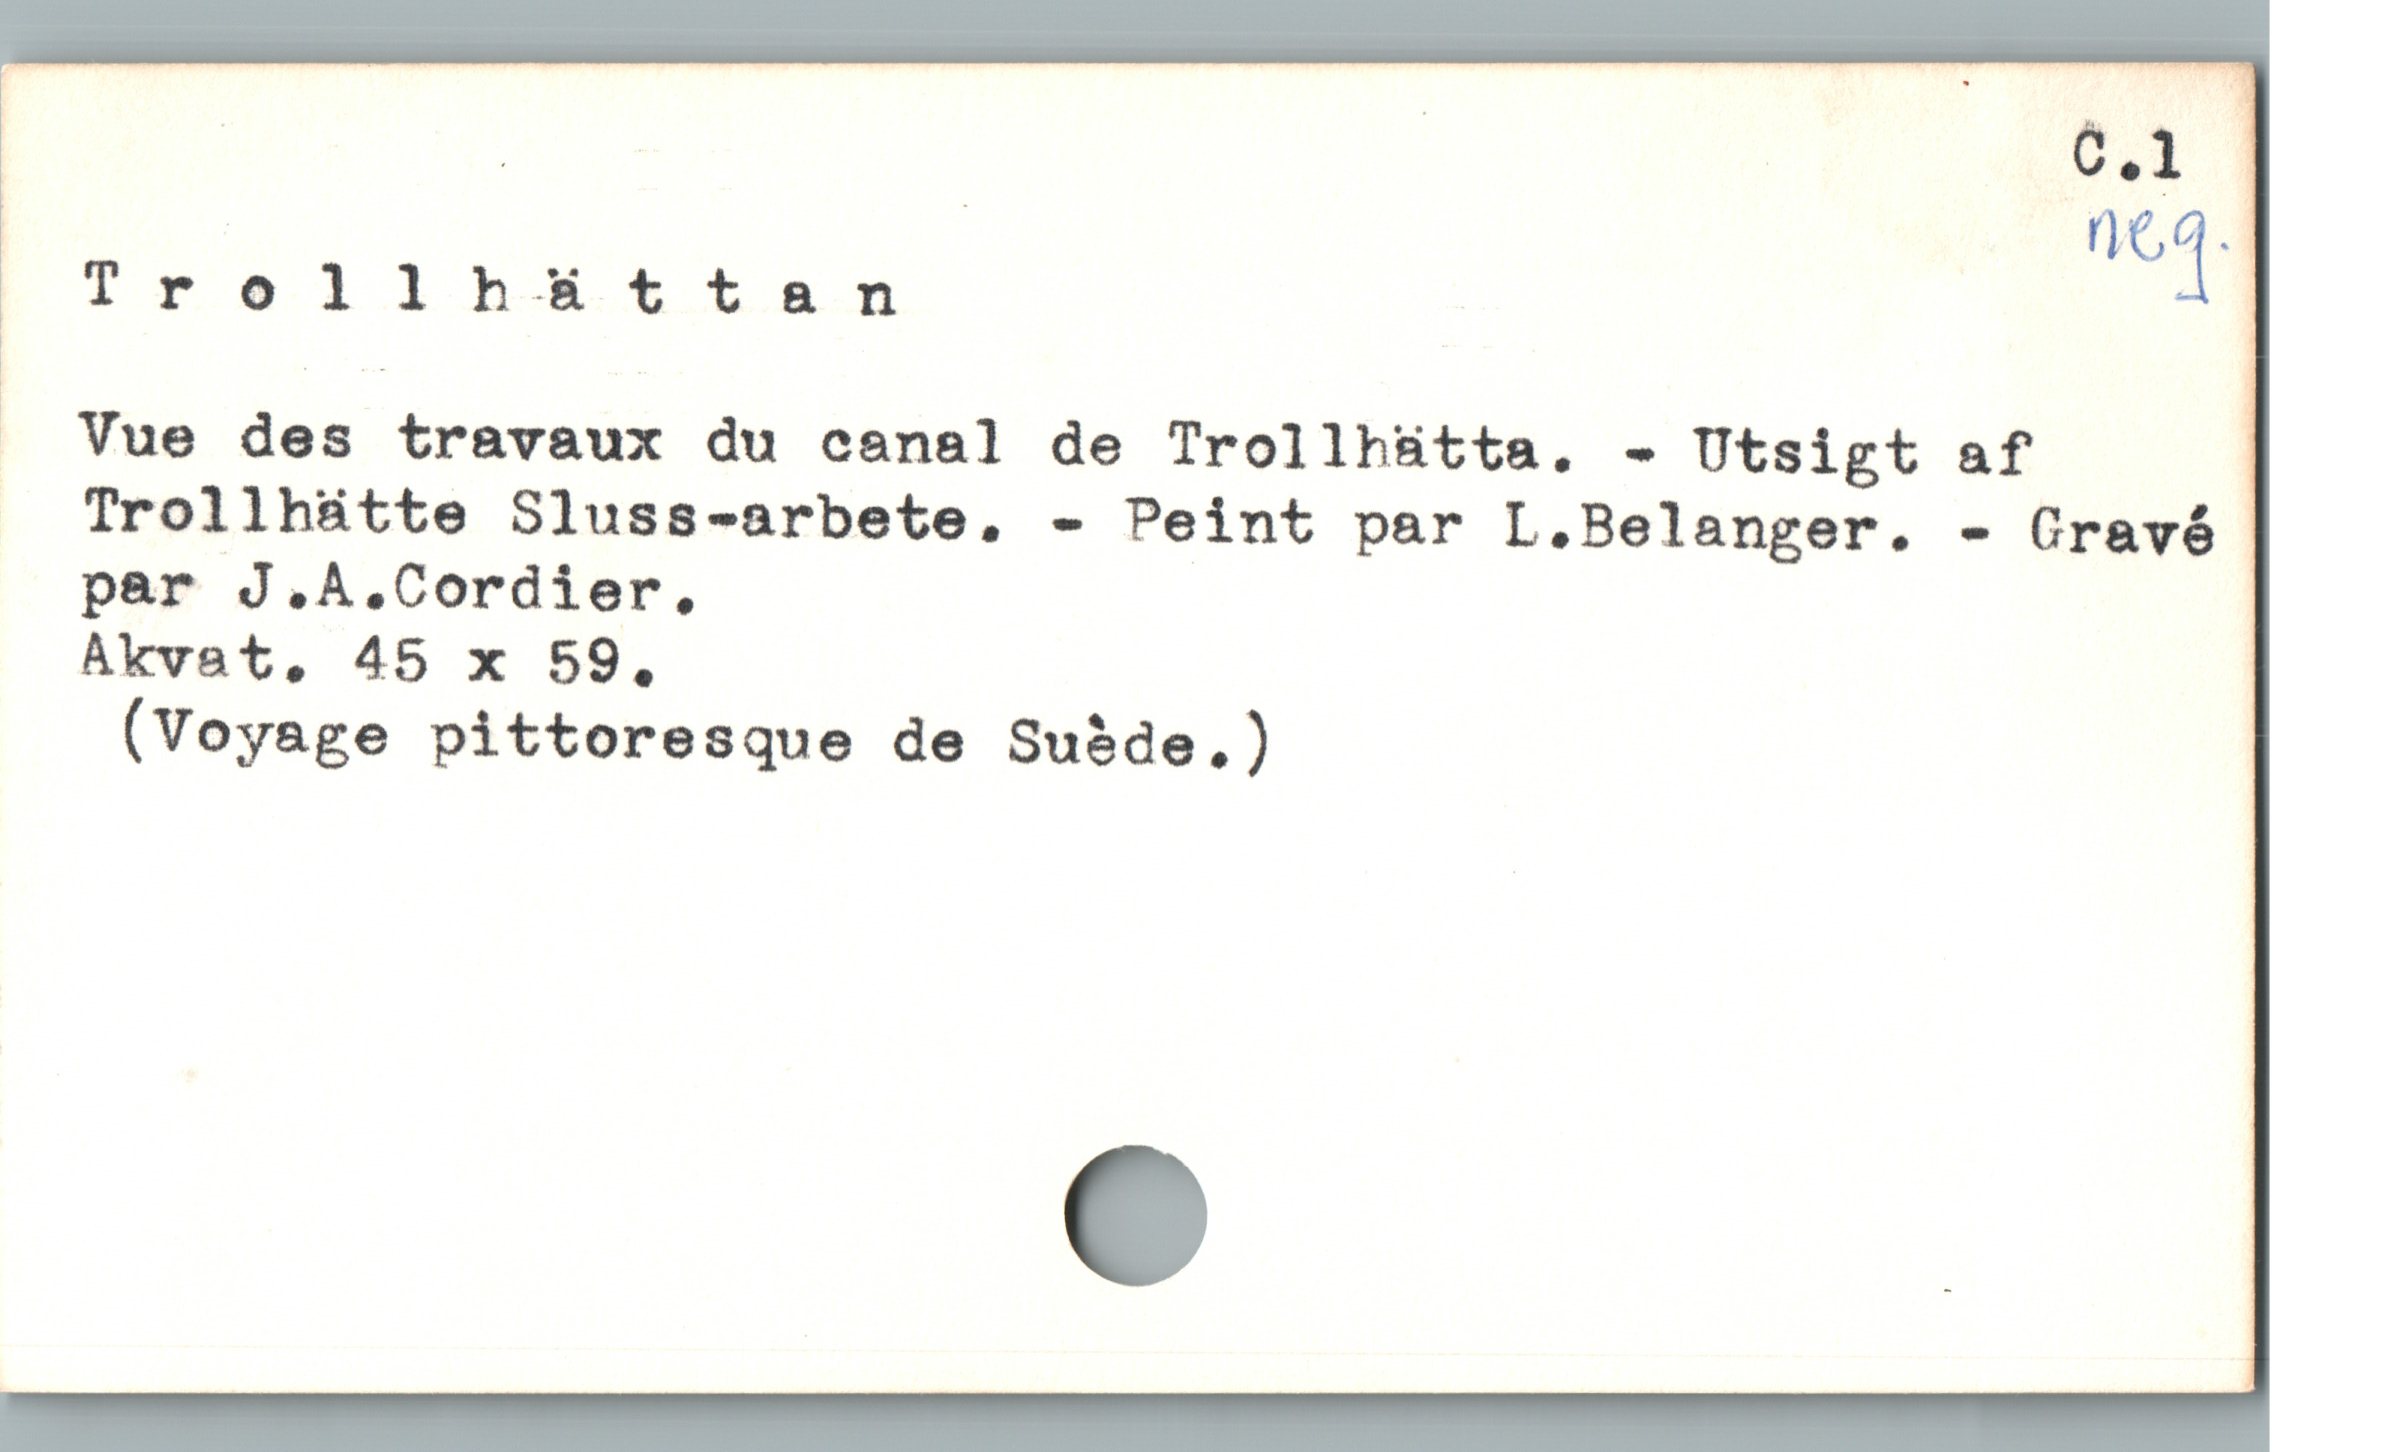 C.1
neg.
T r o l l h ä t t a n
Vue des travaux du canal de Trollhätta. - Utsigt af
Trollhätte Sluss-arbete. - Peint par L.Belanger. - Gravé
par J.A.Cordier.
Akvat. 45 x 59.
(Voyage pittoresque de Suède.)